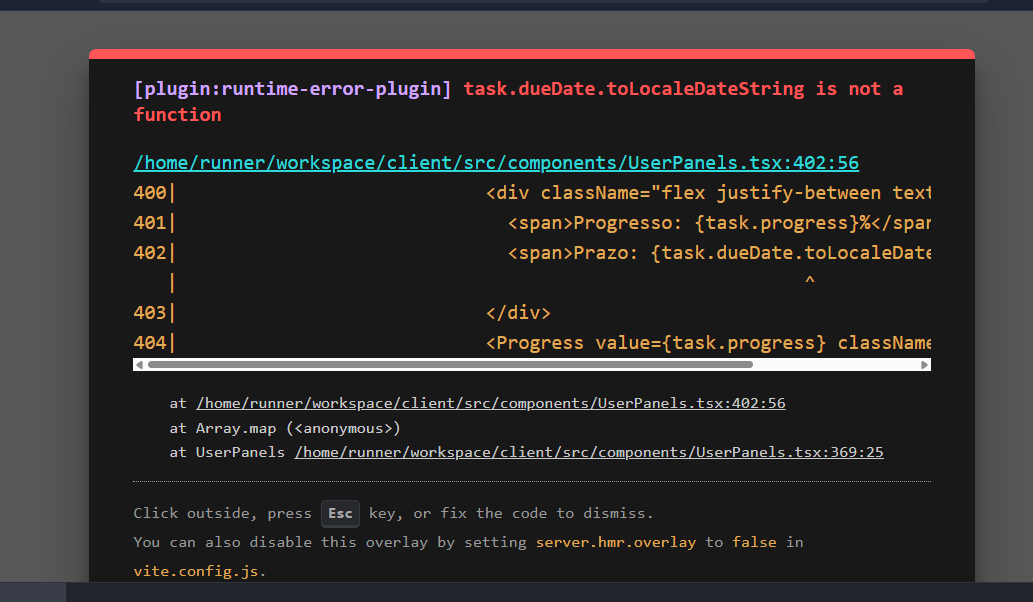 [plugin:runtime-error-plugin] task.dueDate.toLocaleDateString is not a
function
/home/runner/workspace/client/src/components/UserPanels.tsx:402:56
400| <div className="flex justify-between text
401| <span>Progresso: {task.progress}%</span
402| <span>Prazo: {task.dueDate.toLocaleDate
| ^
403| </div>
404| <Progress value={task.progress} className
at /home/runner/workspace/client/src/components/UserPanels.tsx:402:56
at Array.map (<anonymous>)
at UserPanels /home/runner/workspace/client/src/components/UserPanels.tsx:369:25
Click outside, press Esc key, or fix the code to dismiss.
You can also disable this overlay by setting server.hmr.overlay to false in
vite.config.js.